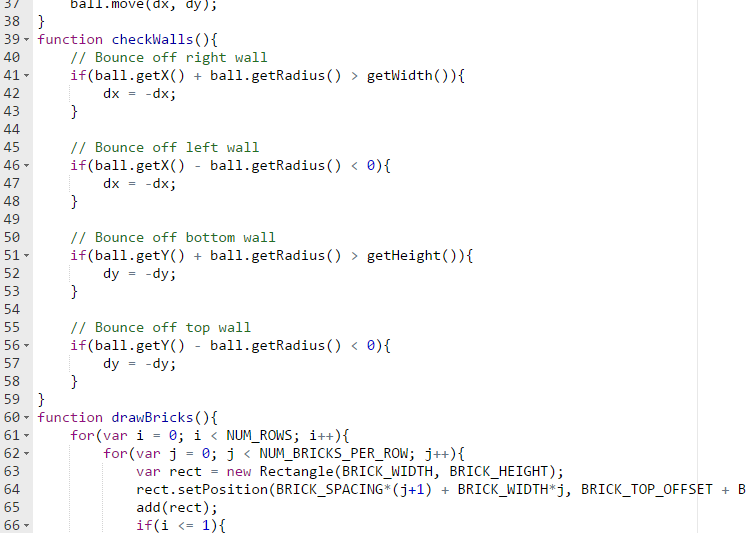 37 ball.move(dx, dy);
38 }
39 function checkWalls(){
40 // Bounce off right wall
41 if(ball.getX() + ball.getRadius() > getWidth()){
42 dx = -dx;
43 }
44
45 // Bounce off left wall
46 if(ball.getX() - ball.getRadius() < 0){
47 dx = -dx;
48 }
49
50 // Bounce off bottom wall
51 if(ball.getY() + ball.getRadius() > getHeight()){
52 dy = -dy;
53 }
54
55 // Bounce off top wall
56 if(ball.getY() - ball.getRadius() < 0){
57 dy = -dy;
58 }
59 }
60 function drawBricks(){
61 for(var i = 0; i < NUM_ROWS; i++){
62 for(var j = 0; j < NUM_BRICKS_PER_ROW; j++){
63 var rect = new Rectangle(BRICK_WIDTH, BRICK_HEIGHT);
64 rect.setPosition(BRICK_SPACING*(j+1) + BRICK_WIDTH*j, BRICK_TOP_OFFSET + B
65 add(rect);
66 if(i <= 1){